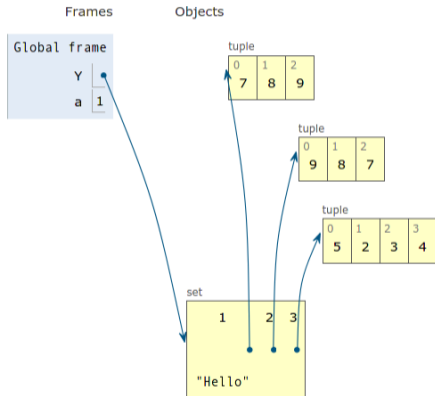 Frames Objects
Global frame
Y
a 1
tuple
0 1 2
7 8 9
tuple
0 1 2
9 8 7
tuple
0 1 2 3
5 2 3 4
set
1 2 3
"Hello"